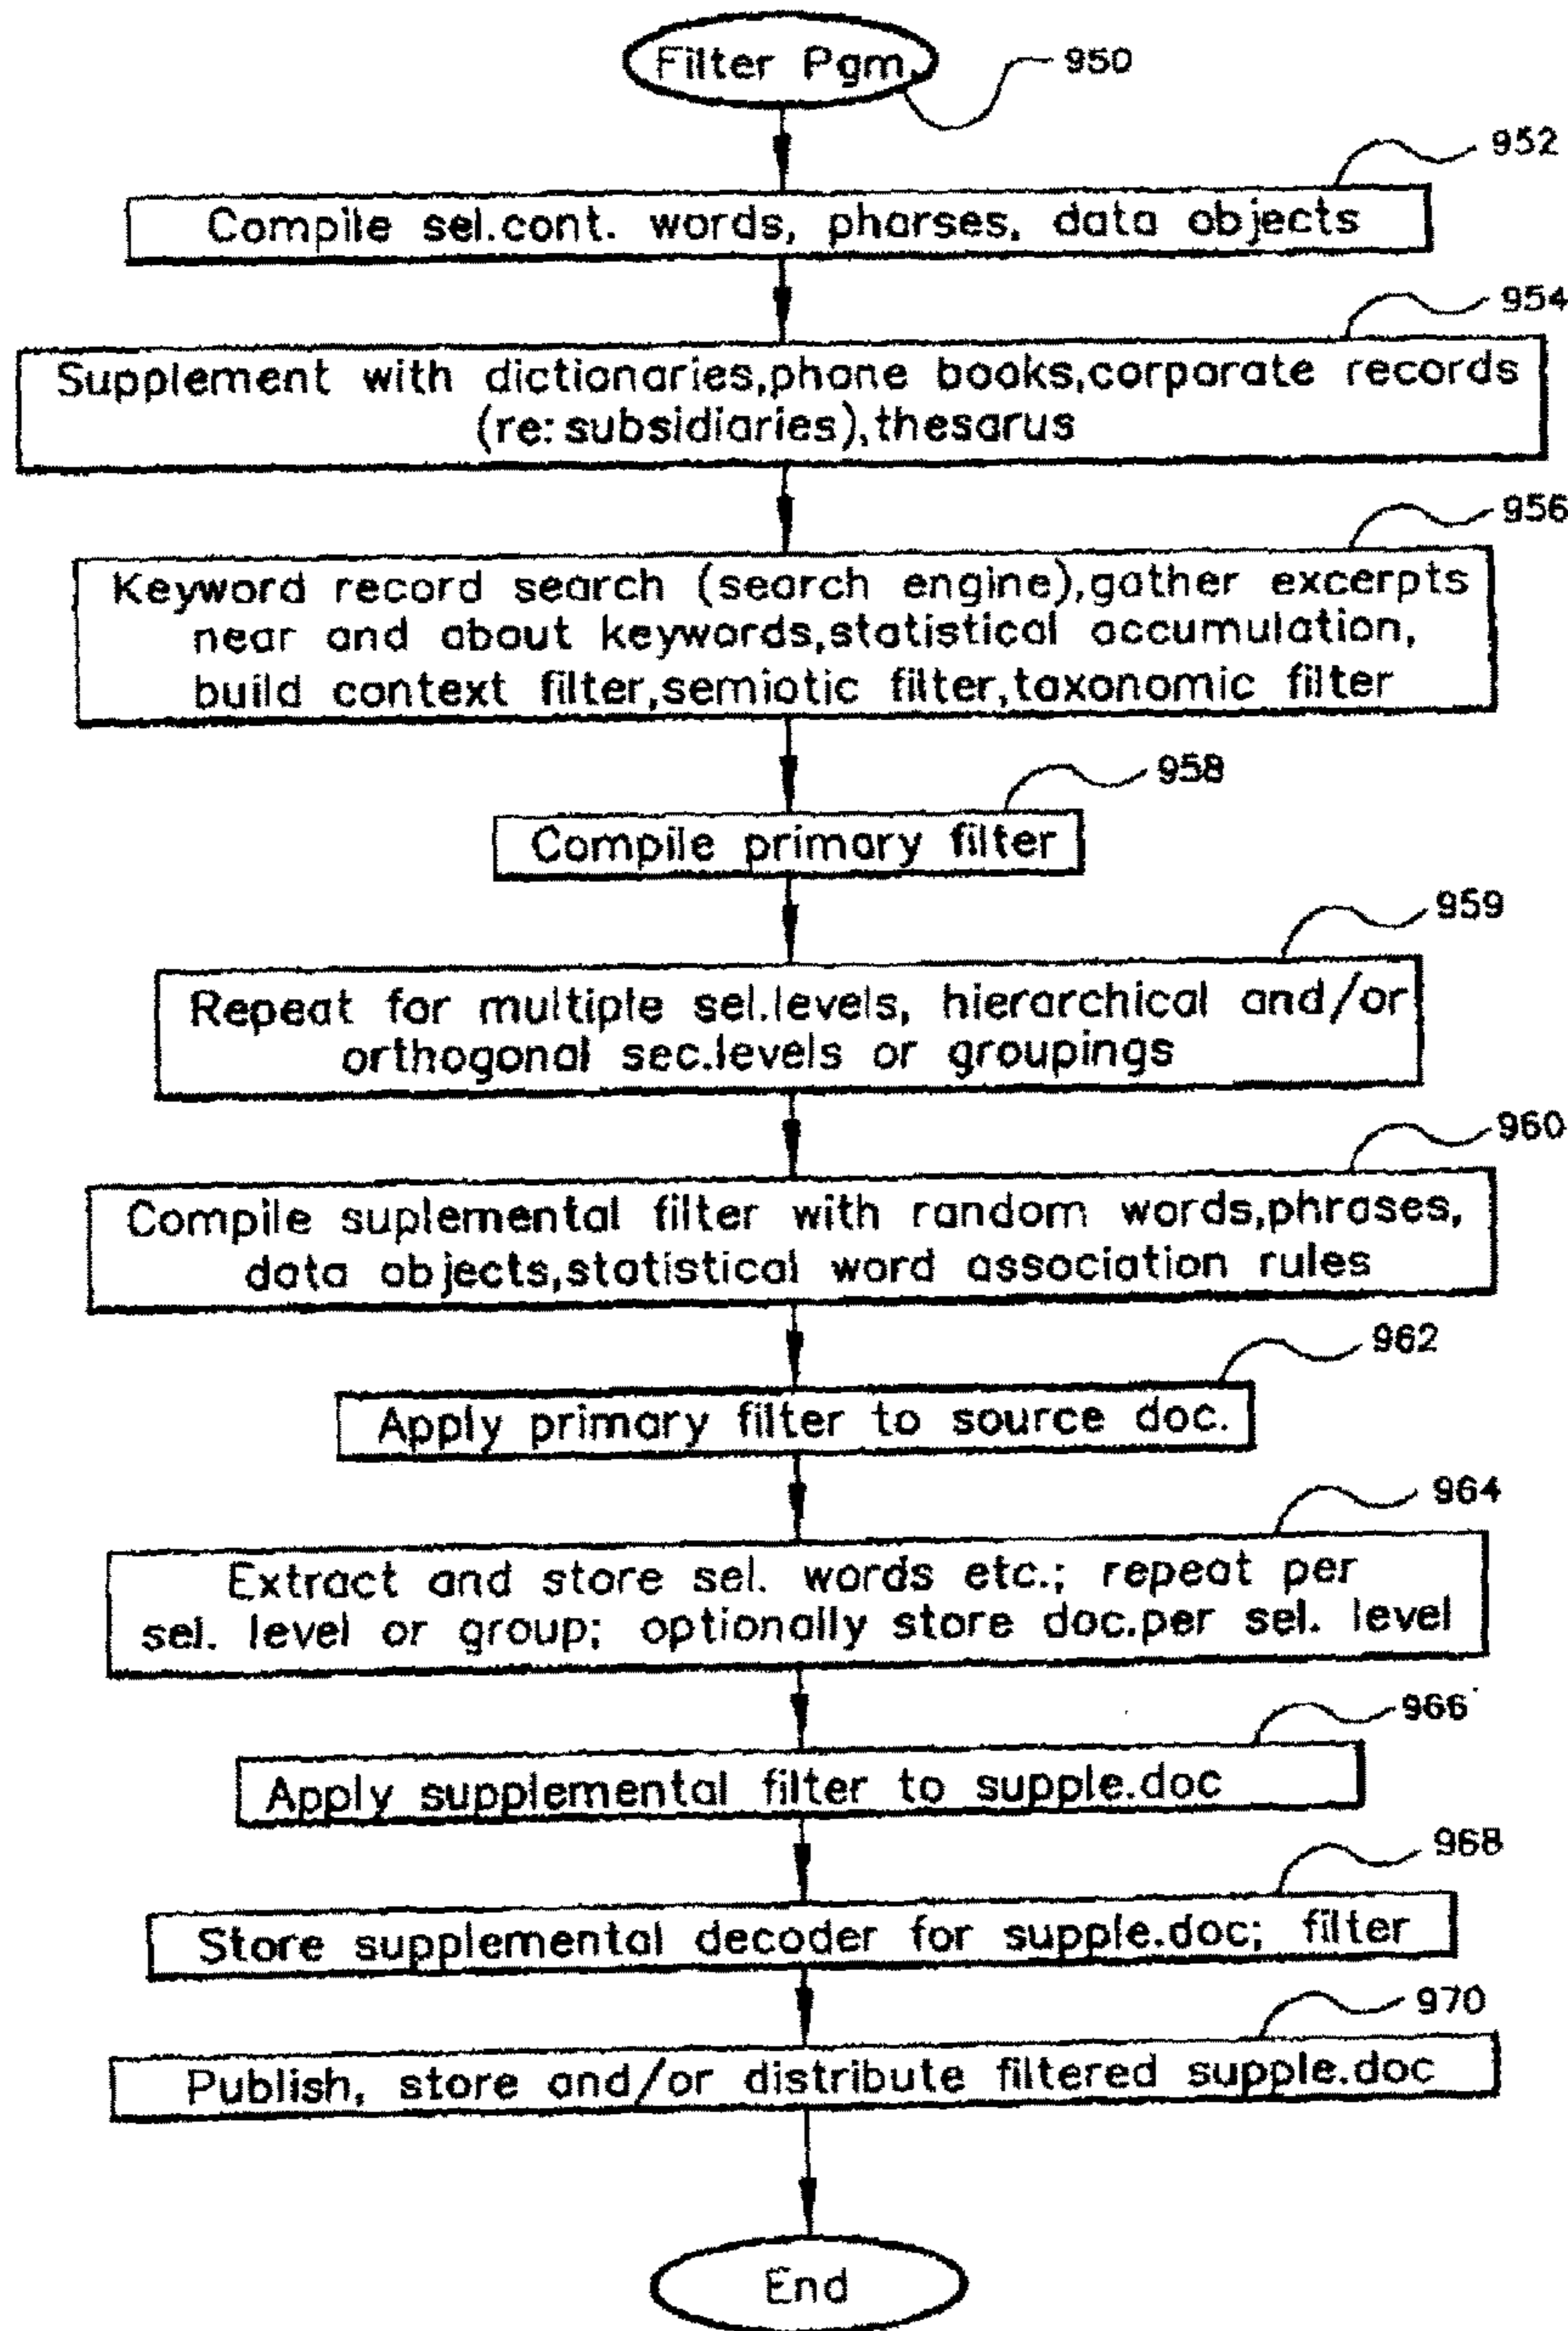 Filter Pgm.
950
952
Compile sel.cont. words, pharses, data objects
954
Supplement with dictionaries,phone books,corporate records
(re: subsidiaries),thesarus
956
Keyword record search (search engine),gather excerpts
near and about keywords,statistical accumulation,
build context filter,semiotic filter,taxonomic filter
958
Compile primary filter
959
Repeat for multiple sel.levels, hierarchical and/or
orthogonal sec.levels or groupings
960
Compile suplemental filter with random words,phrases,
data objects,statistical word association rules
962
Apply primary filter to source doc.
964
Extract and store sel. words etc.; repeat per
sel. level or group; optionally store doc.per sel. level
966
Apply supplemental filter to supple.doc
968
Store supplemental decoder for supple.doc; filter
970
Publish, store and/or distribute filtered supple.doc
End